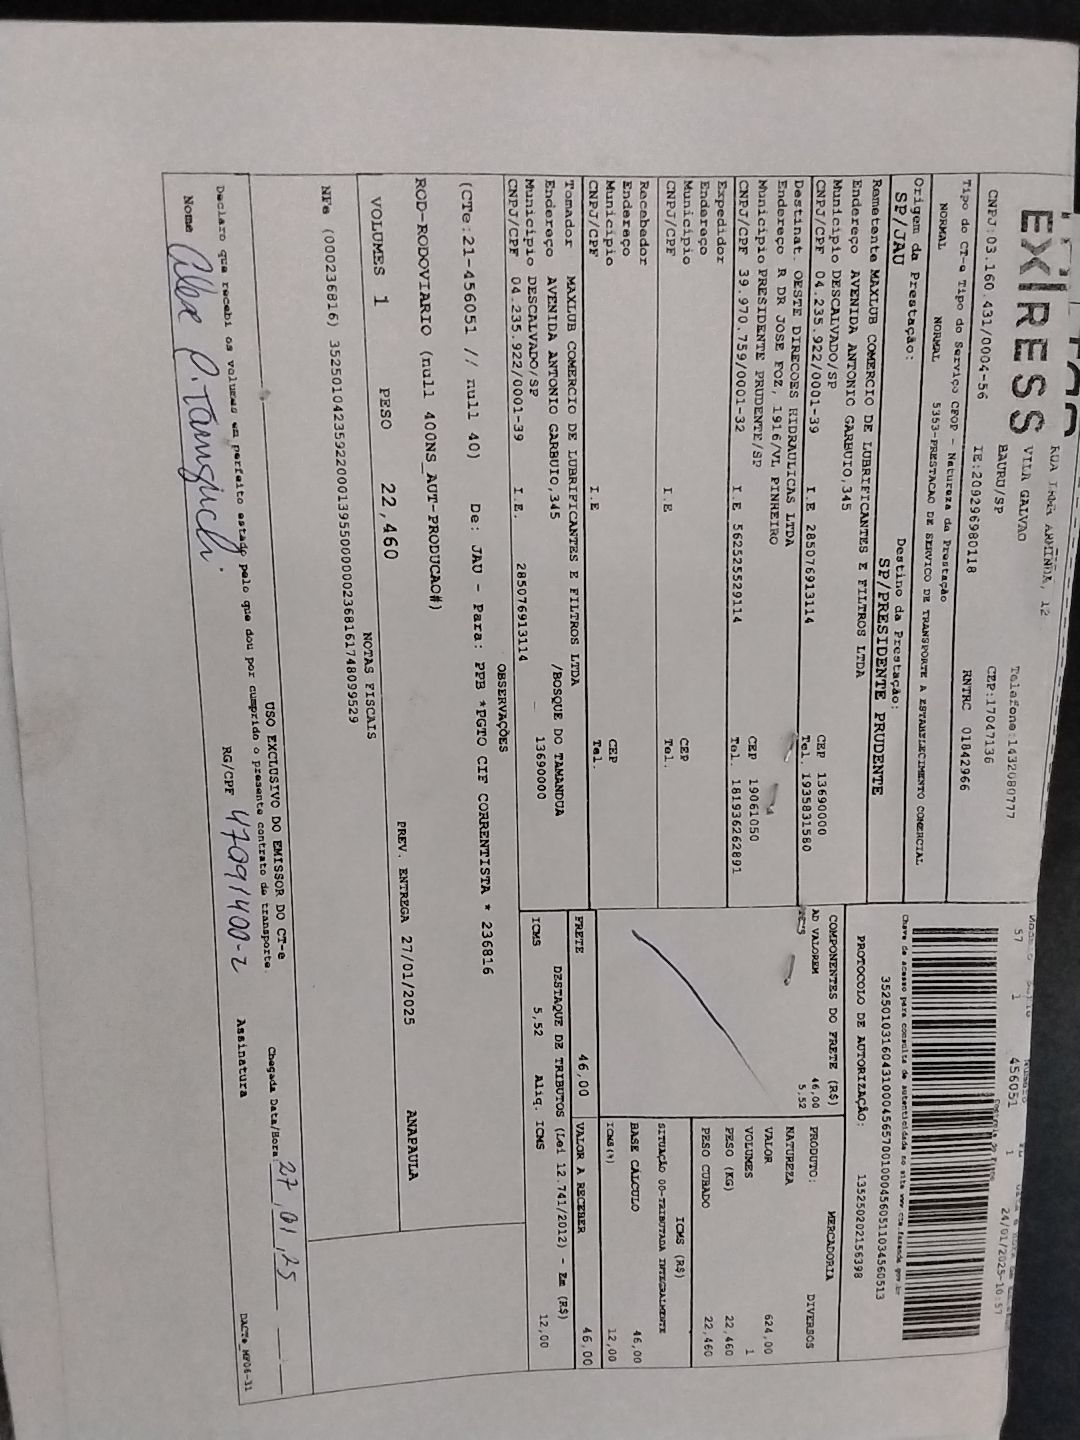 EXPRESS
RUA IRMA ARMINDA, 12
VILA GALVAO
BAURU/SP
Telefone:1432080777
CEP:17047136
CNPJ:03.160.431/0004-56 IE:209296980118 RNTRC 01842966
57 1 456051 1 24/01/2025-10:57
Tipo do CT-e Tipo do Serviço CFOP - Natureza da Prestação
NORMAL NORMAL 5353-PRESTACAO DE SERVICO DE TRANSPORTE A ESTABELECIMENTO COMERCIAL
Chave de acesso para consulta de autenticidade no site www.cte.fazenda.gov.br
Origem da Prestação: Destino da Prestação:
SP/JAU SP/PRESIDENTE PRUDENTE
PROTOCOLO DE AUTORIZAÇÃO: 135250202156398
Remetente MAXLUB COMERCIO DE LUBRIFICANTES E FILTROS LTDA
Endereço AVENIDA ANTONIO GARBUIO,345
Município DESCALVADO/SP CEP 13690000
CNPJ/CPF 04.235.922/0001-39 I.E 285076913114 Tel. 1935831580
Destinat. OESTE DIRECOES HIDRAULICAS LTDA
Endereço R DR JOSE FOZ, 1916/VL PINHEIRO
Município PRESIDENTE PRUDENTE/SP CEP 19061050
CNPJ/CPF 39.970.759/0001-32 I.E 562525529114 Tel. 181936262891
Expedidor
Endereço
Município CEP
CNPJ/CPF I.E Tel.
Recebedor
Endereço
Município CEP
CNPJ/CPF I.E Tel.
Tomador MAXLUB COMERCIO DE LUBRIFICANTES E FILTROS LTDA
Endereço AVENIDA ANTONIO GARBUIO,345 /BOSQUE DO TAMANDUA
Município DESCALVADO/SP 13690000
CNPJ/CPF 04.235.922/0001-39 I.E. 285076913114
COMPONENTES DO FRETE (R$)
AD VALOREM 46,00
ICMS 5,52
PRODUTO: MERCADORIA DIVERSOS
NATUREZA
VALOR 624,00
VOLUMES 1
PESO (KG) 22,460
PESO CUBADO 22,460
ICMS (R$)
SITUAÇÃO 00-TRIBUTADA INTEGRALMENTE
BASE CÁLCULO 46,00
ICMS(%) 12,00
FRETE 46,00 VALOR A RECEBER 46,00
DESTAQUE DE TRIBUTOS (Lei 12.741/2012) - Em (R$)
ICMS 5,52 Aliq. ICMS 12,00
OBSERVAÇÕES
(CTe:21-456051 // null 40) De: JAU - Para: PPB *PGTO CIF CORRENTISTA * 236816
ROD-RODOVIARIO (null 400NS_AUT-PRODUCAO#)
PREV. ENTREGA 27/01/2025 ANAPAULA
VOLUMES 1 PESO 22,460
NOTAS FISCAIS
NFe (000236816) 35250104235922000139550000002368161748099529
USO EXCLUSIVO DO EMISSOR DO CT-e
Declaro que recebi os volumes em perfeito estado pelo que dou por cumprido o presente contrato de transporte.
Chegada Data/Hora: 27,01,25
Nome Alex P. RG/CPF 47091400-2 Assinatura
DACTe_MF06-31